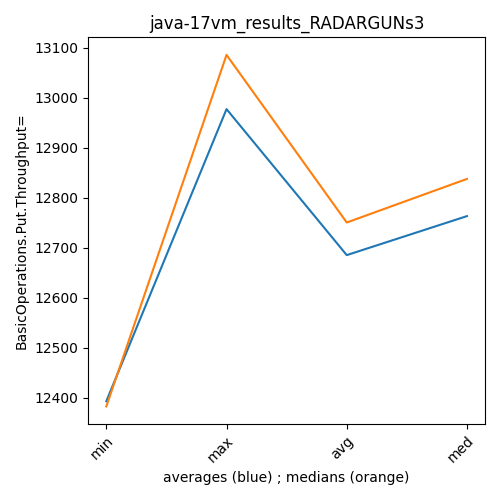 java-17vm_results_RADARGUNs3
BasicOperations.Put.Throughput=
13100
13000
12900
12800
12700
12600
12500
12400
min
max
avg
med
averages (blue) ; medians (orange)